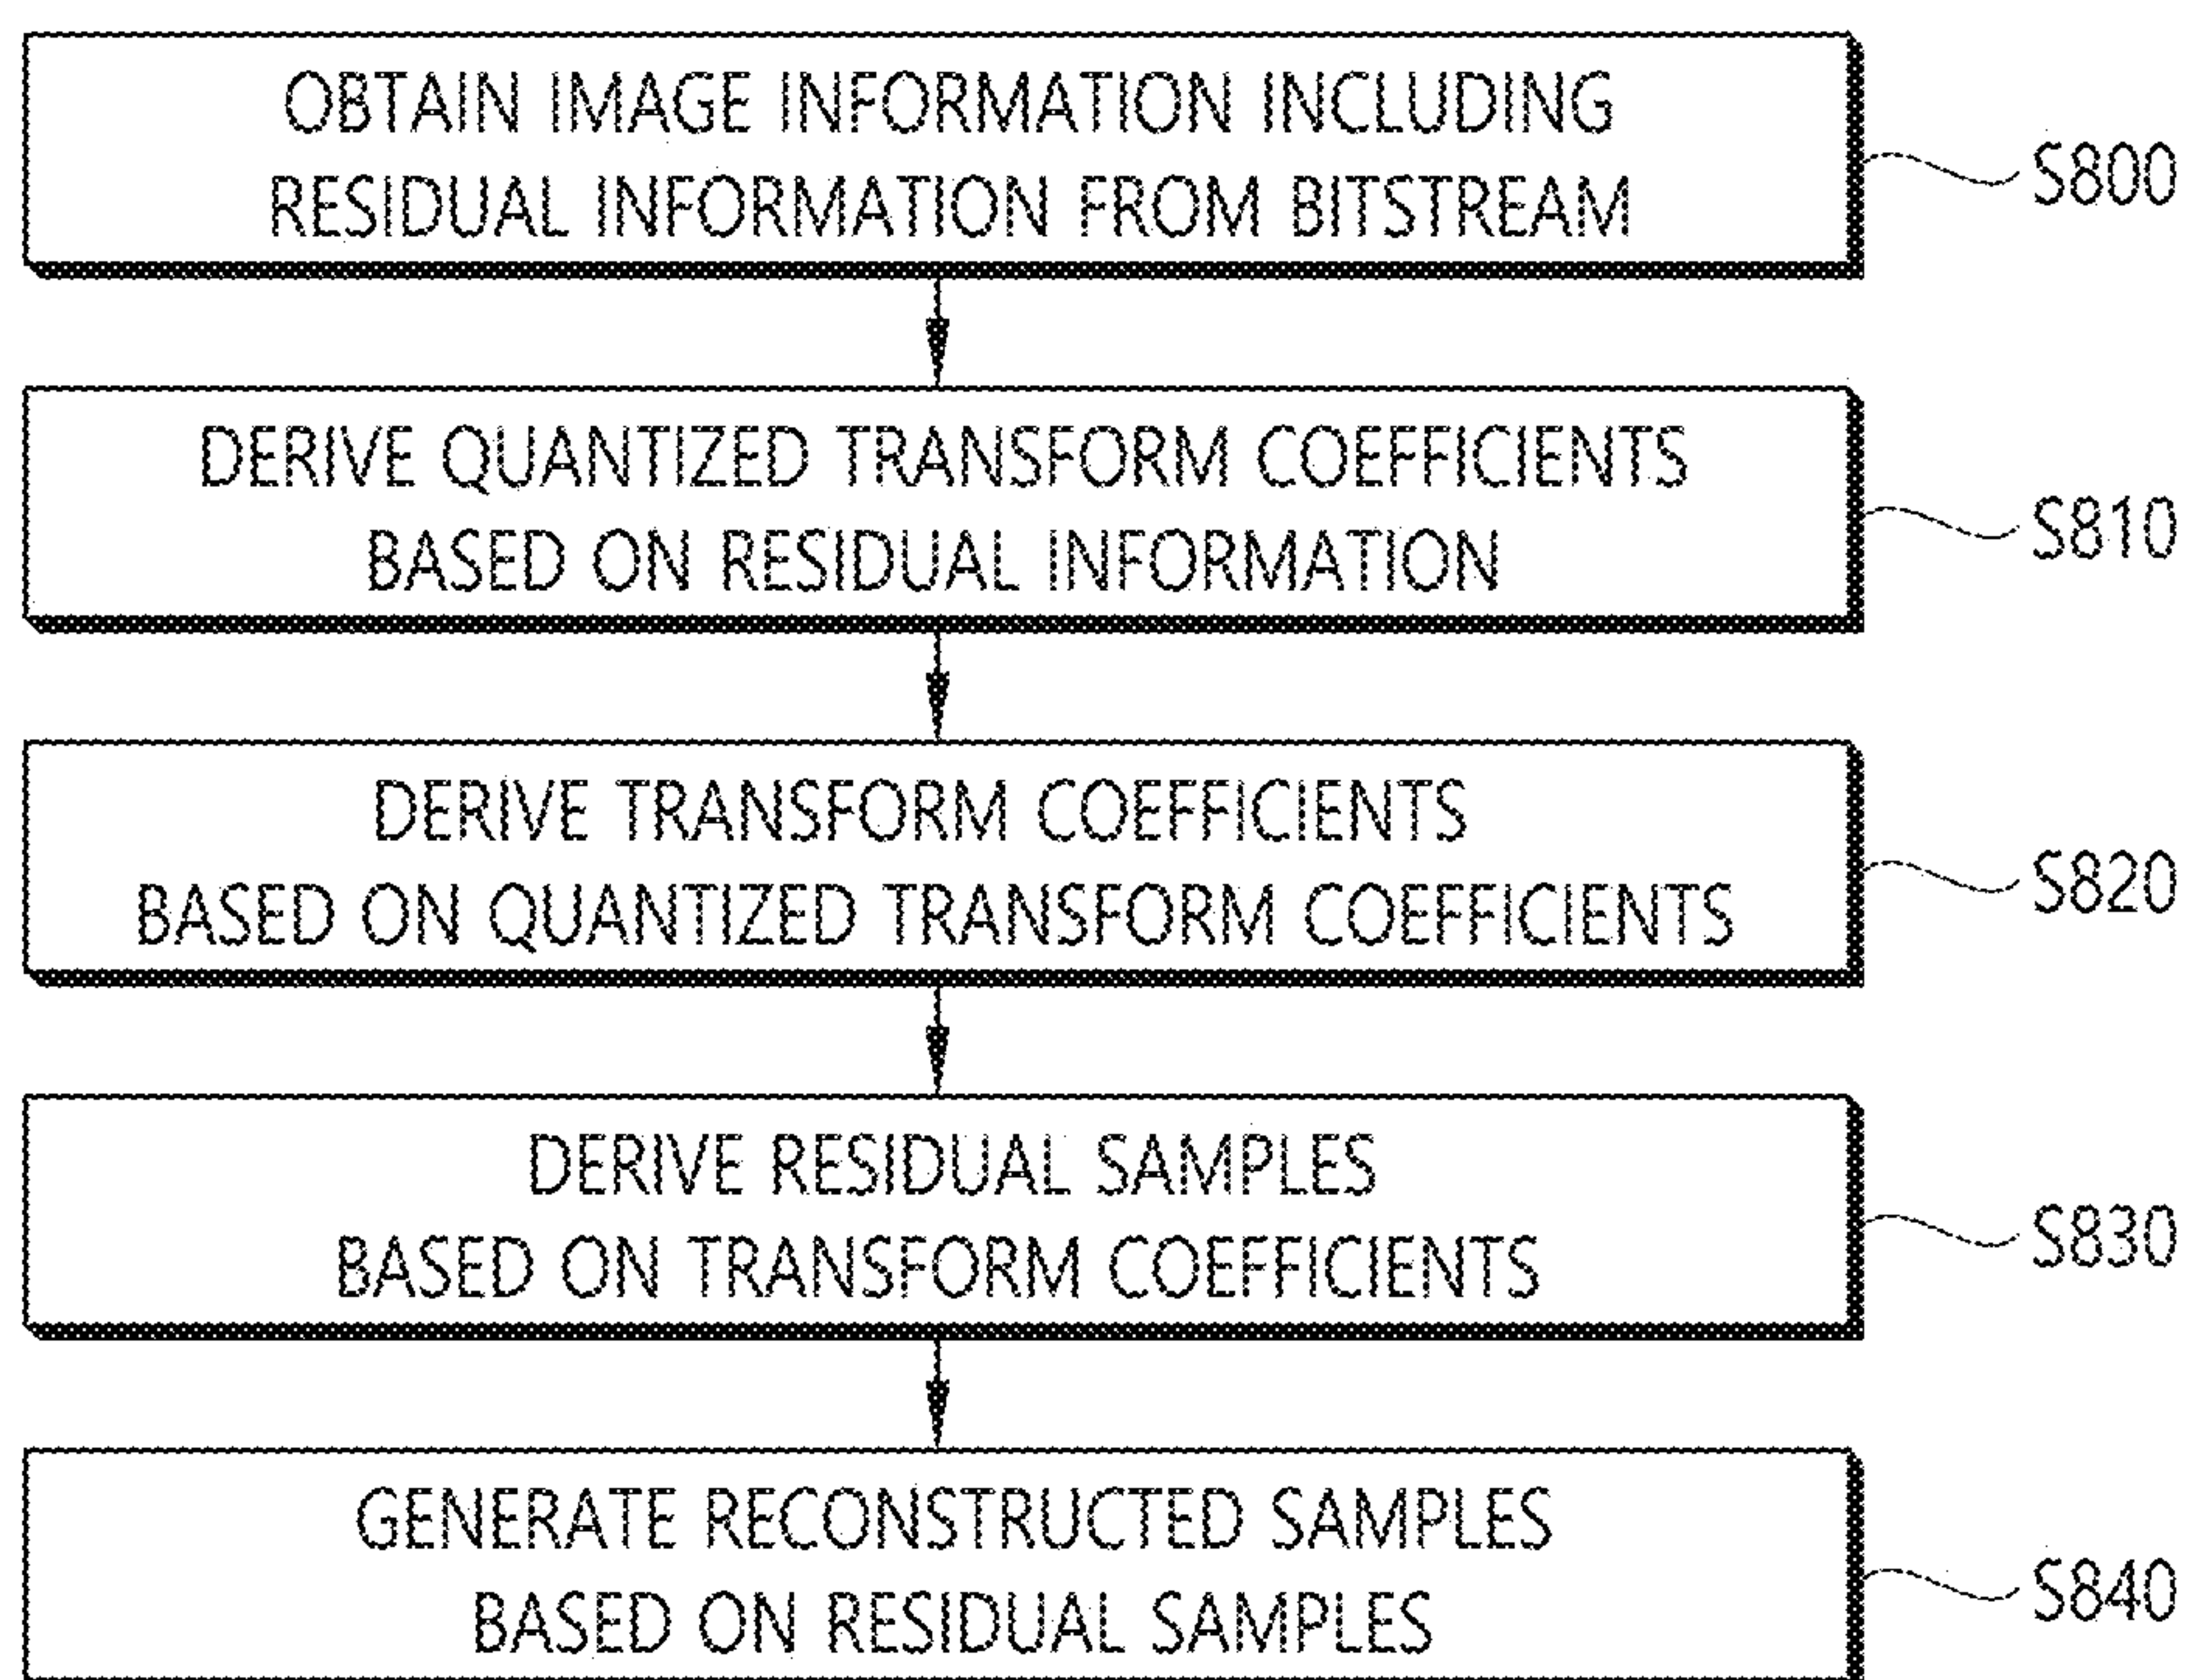 OBTAIN IMAGE INFORMATION INCLUDING
RESIDUAL INFORMATION FROM BITSTREAM
S800
DERIVE QUANTIZED TRANSFORM COEFFICIENTS
BASED ON RESIDUAL INFORMATION
S810
DERIVE TRANSFORM COEFFICIENTS
BASED ON QUANTIZED TRANSFORM COEFFICIENTS
S820
DERIVE RESIDUAL SAMPLES
BASED ON TRANSFORM COEFFICIENTS
S830
GENERATE RECONSTRUCTED SAMPLES
BASED ON RESIDUAL SAMPLES
S840